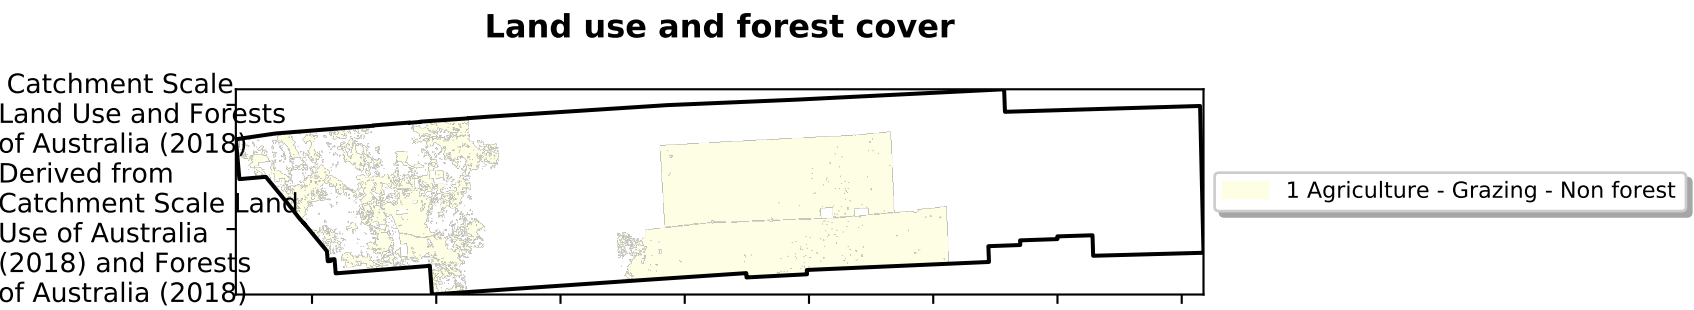 Land use and forest cover
Catchment Scale
Land Use and Forests
of Australia (2018)
Derived from
Catchment Scale Land
Use of Australia
(2018) and Forests
of Australia (2018)
1 Agriculture - Grazing - Non forest